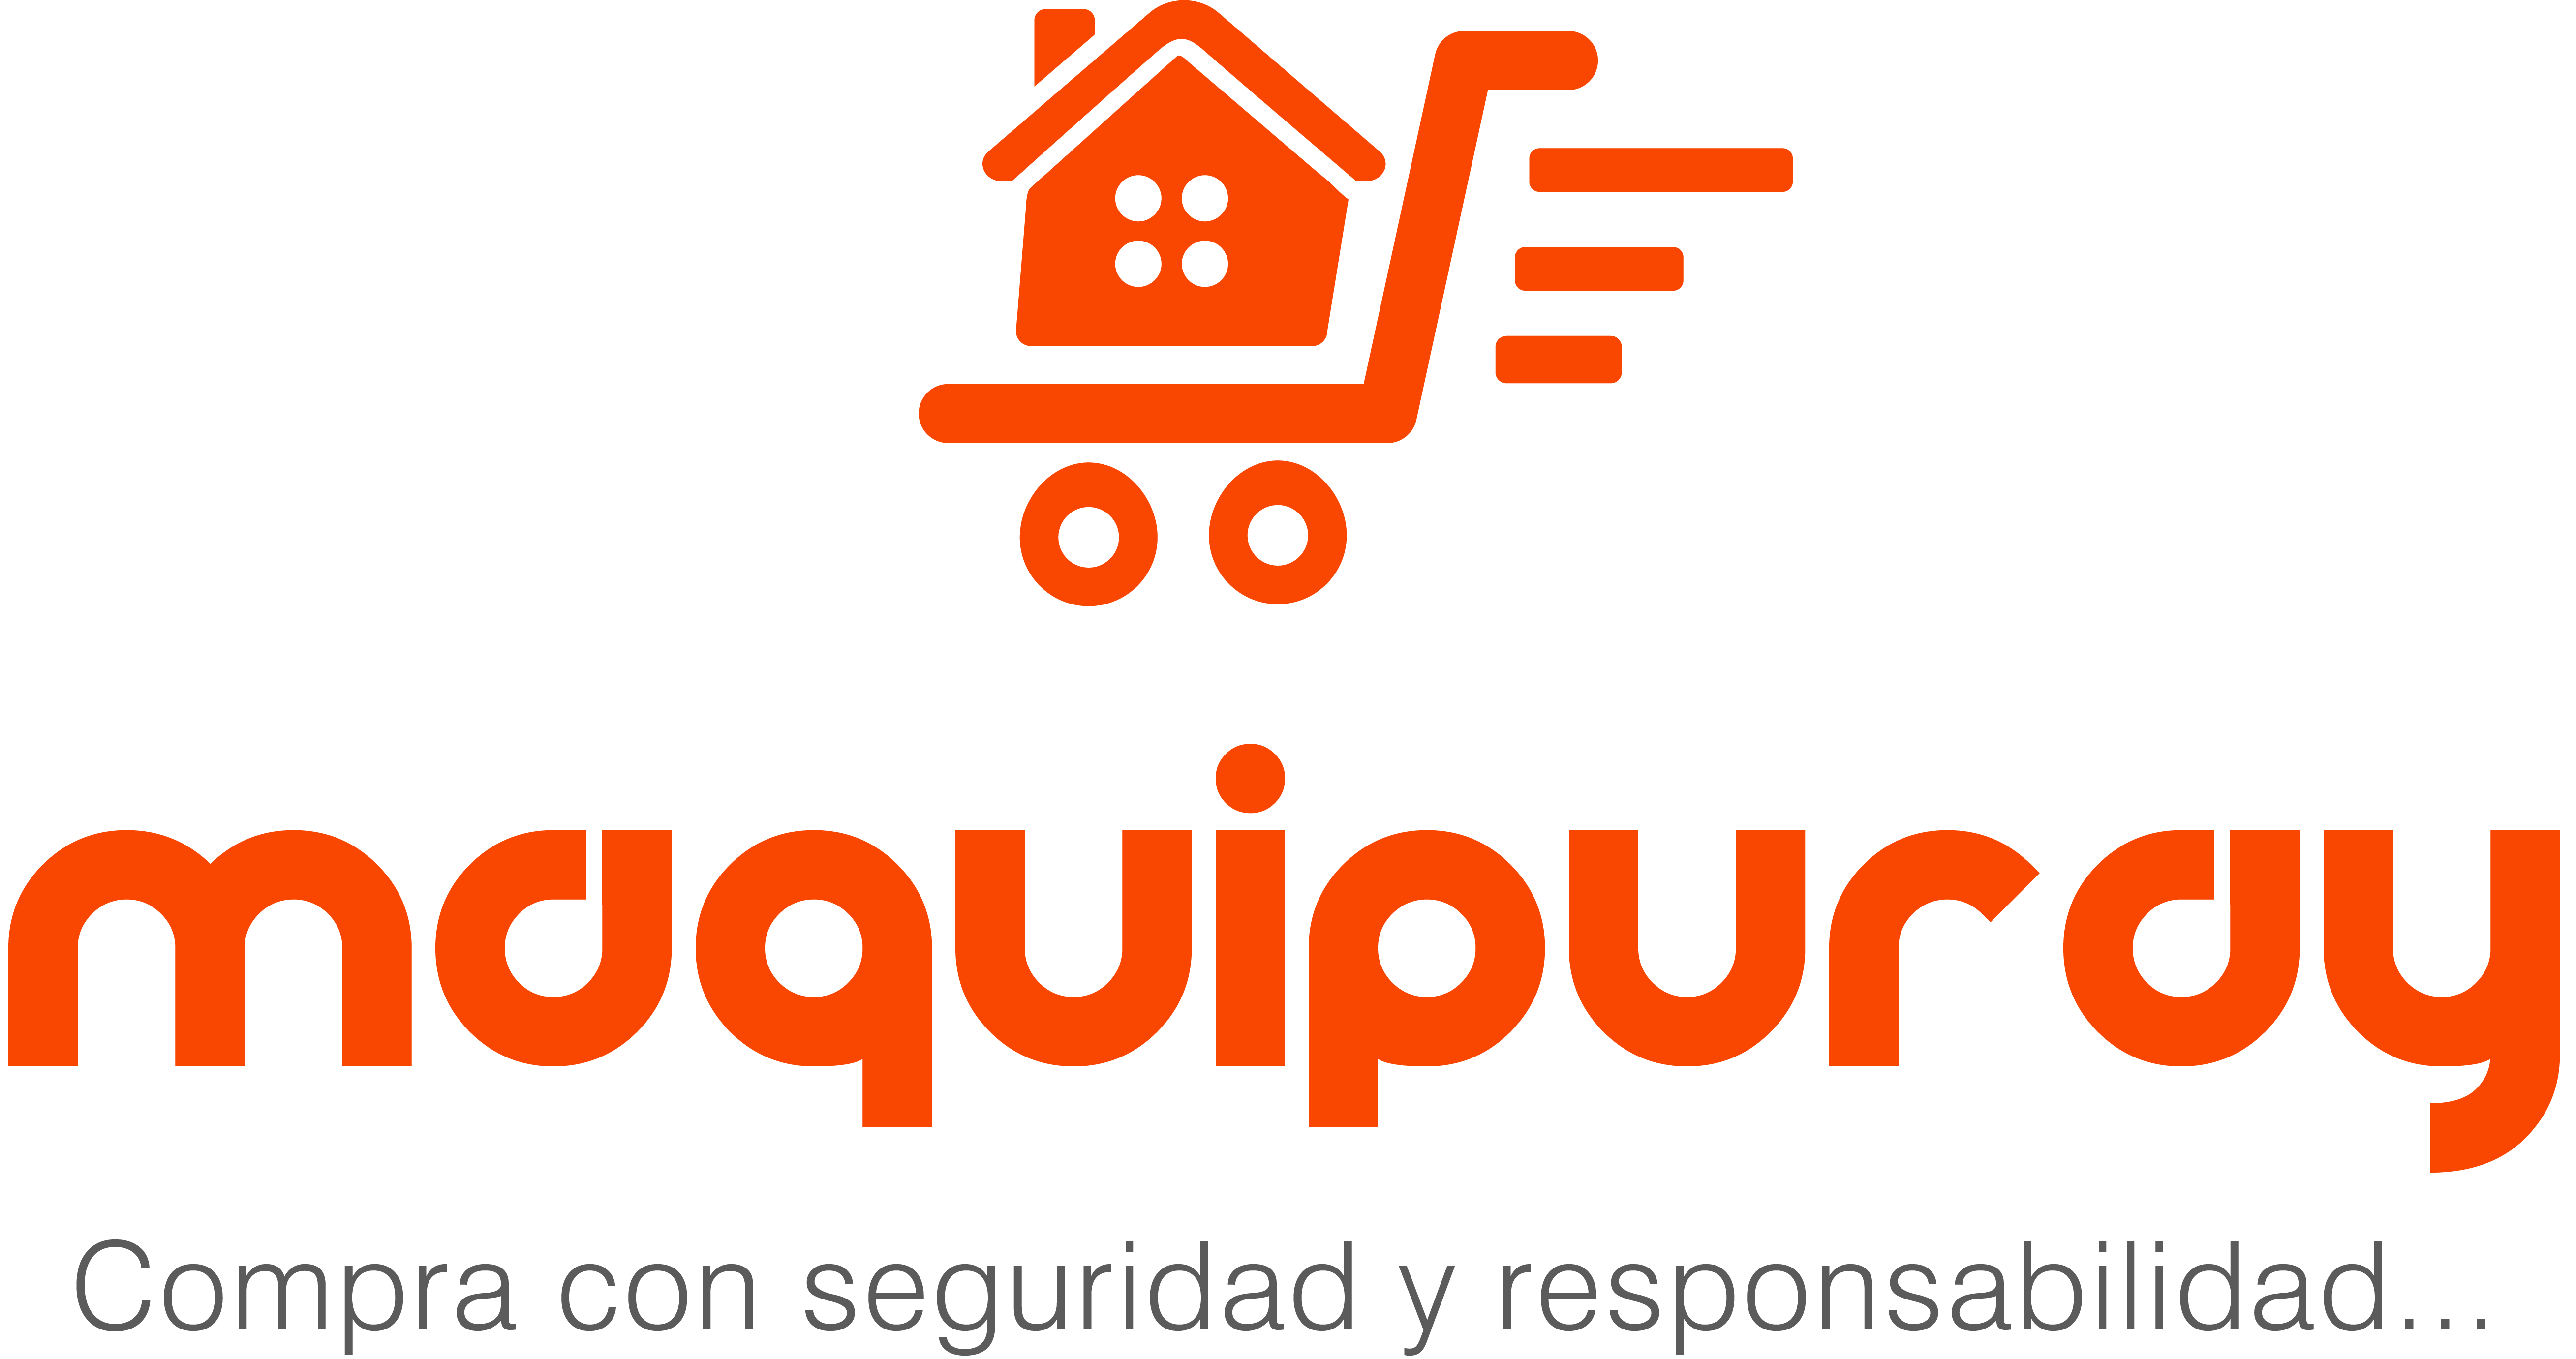 maquipuray
Compra con seguridad y responsabilidad...